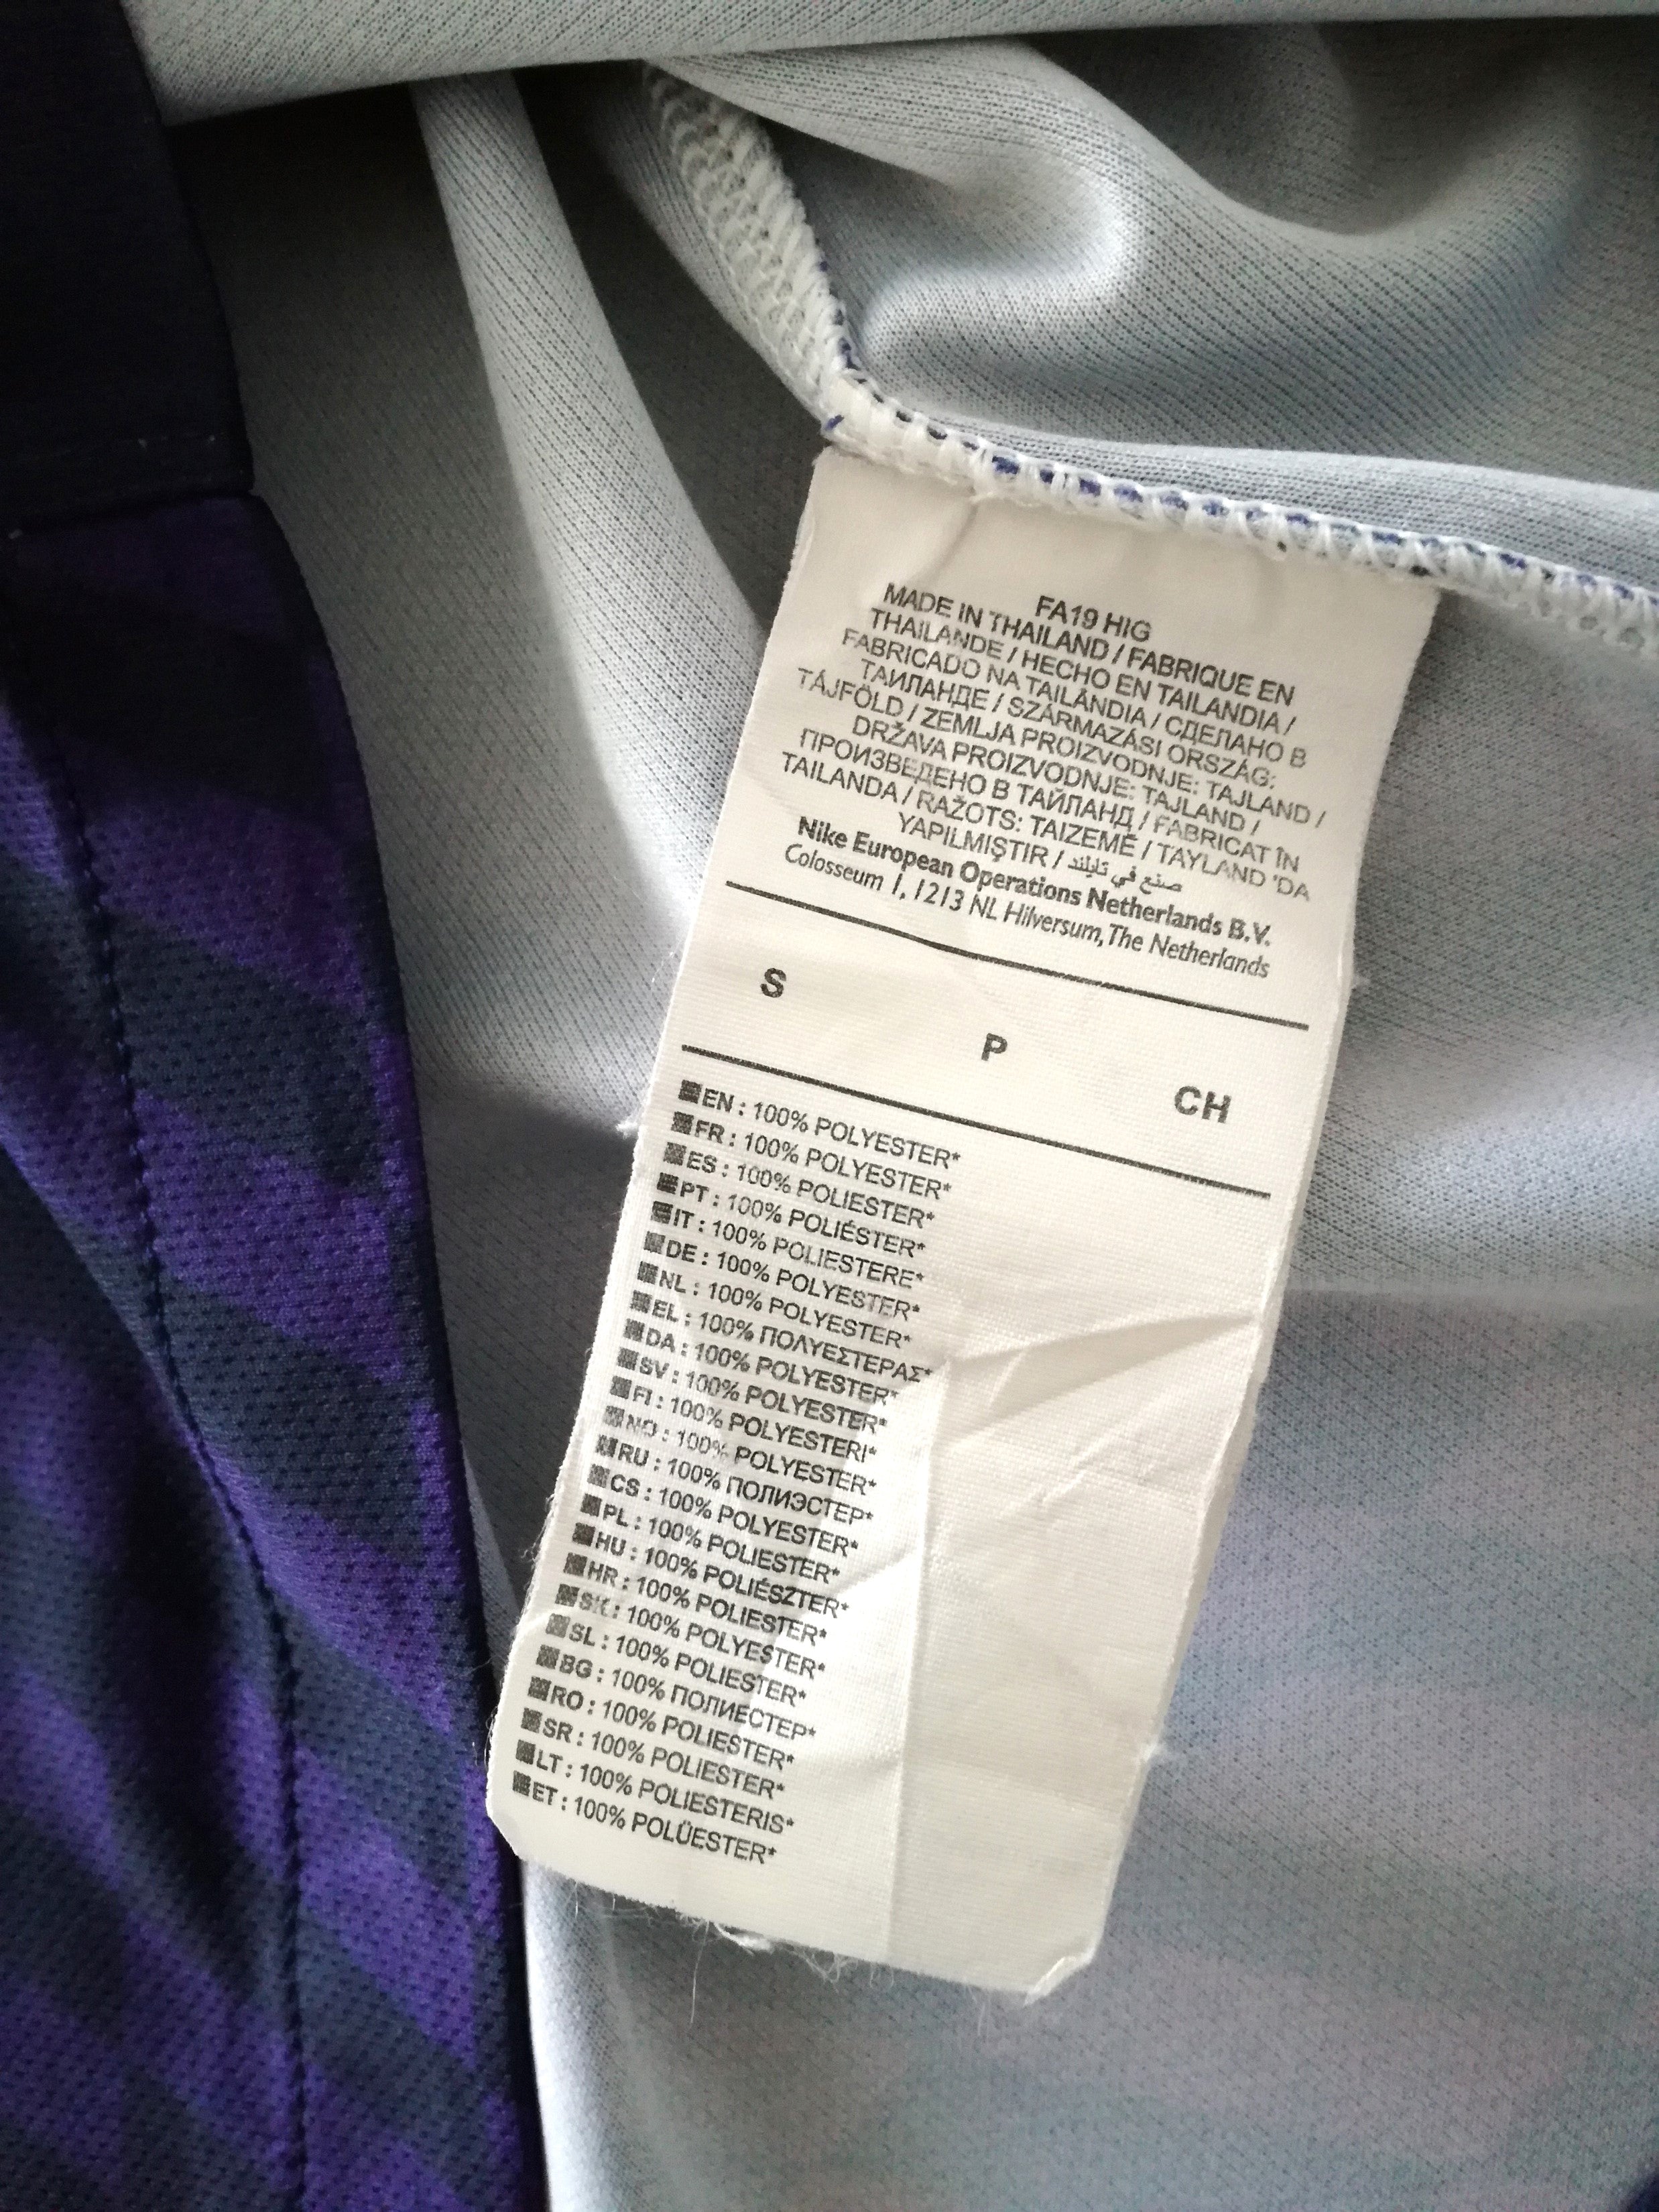 FA19 HIG
MADE IN THAILAND / FABRIQUE EN
THAILANDE / HECHO EN TAILANDIA /
FABRICADO NA TAILÂNDIA / СДЕЛАНО В
ТАИЛАНДЕ / SZÁRMAZÁSI ORSZÁG:
TÁJFÖLD / ZEMLJA PROIZVODNJE: TAJLAND /
DRŽAVA PROIZVODNJE: TAJLAND /
ПРОИЗВЕДЕНО В ТАЙЛАНД / FABRICAT ÎN
TAILANDA / RAŽOTS: TAIZEMĒ / TAYLAND 'DA
YAPILMIŞTIR / صنع في تايلند
Nike European Operations Netherlands B.V.
Colosseum 1, 1213 NL Hilversum, The Netherlands
S P CH
EN : 100% POLYESTER*
FR : 100% POLYESTER*
ES : 100% POLIESTER*
PT : 100% POLIÉSTER*
IT : 100% POLIESTERE*
DE : 100% POLYESTER*
NL : 100% POLYESTER*
EL : 100% ΠΟΛΥΕΣΤΕΡΑΣ*
DA : 100% POLYESTER*
SV : 100% POLYESTER*
FI : 100% POLYESTERI*
NO : 100% POLYESTER*
RU : 100% ПОЛИЭСТЕР*
CS : 100% POLYESTER*
PL : 100% POLIESTER*
HU : 100% POLIÉSZTER*
HR : 100% POLIESTER*
SK : 100% POLYESTER*
SL : 100% POLIESTER*
BG : 100% ПОЛИЕСТЕР*
RO : 100% POLIESTER*
SR : 100% POLIESTER*
LT : 100% POLIESTERIS*
ET : 100% POLÜESTER*